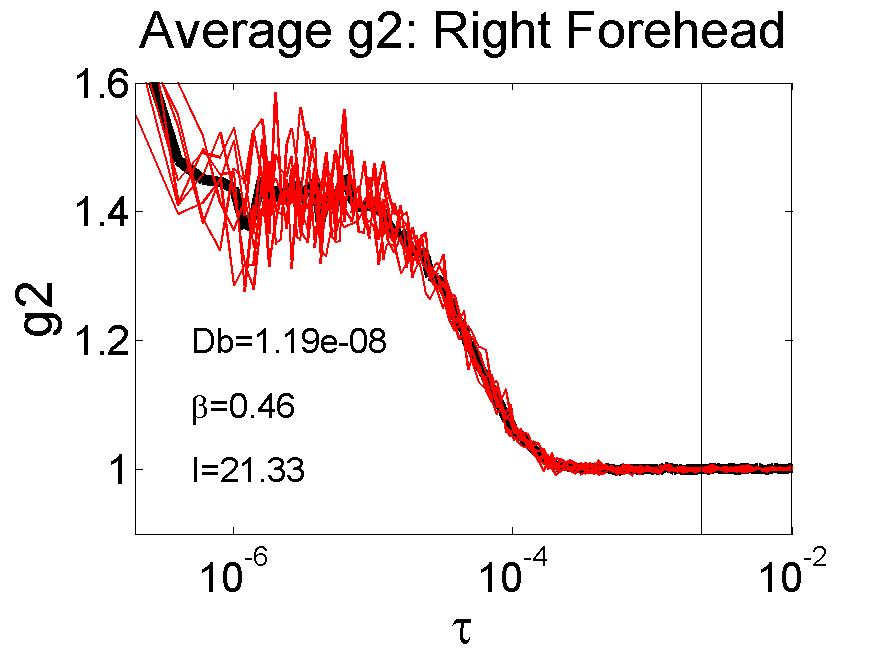 Average g2: Right Forehead
1.6
1.4
1.2
1
g2
Db=1.19e-08
β=0.46
I=21.33
10^-6 10^-4 10^-2
τ